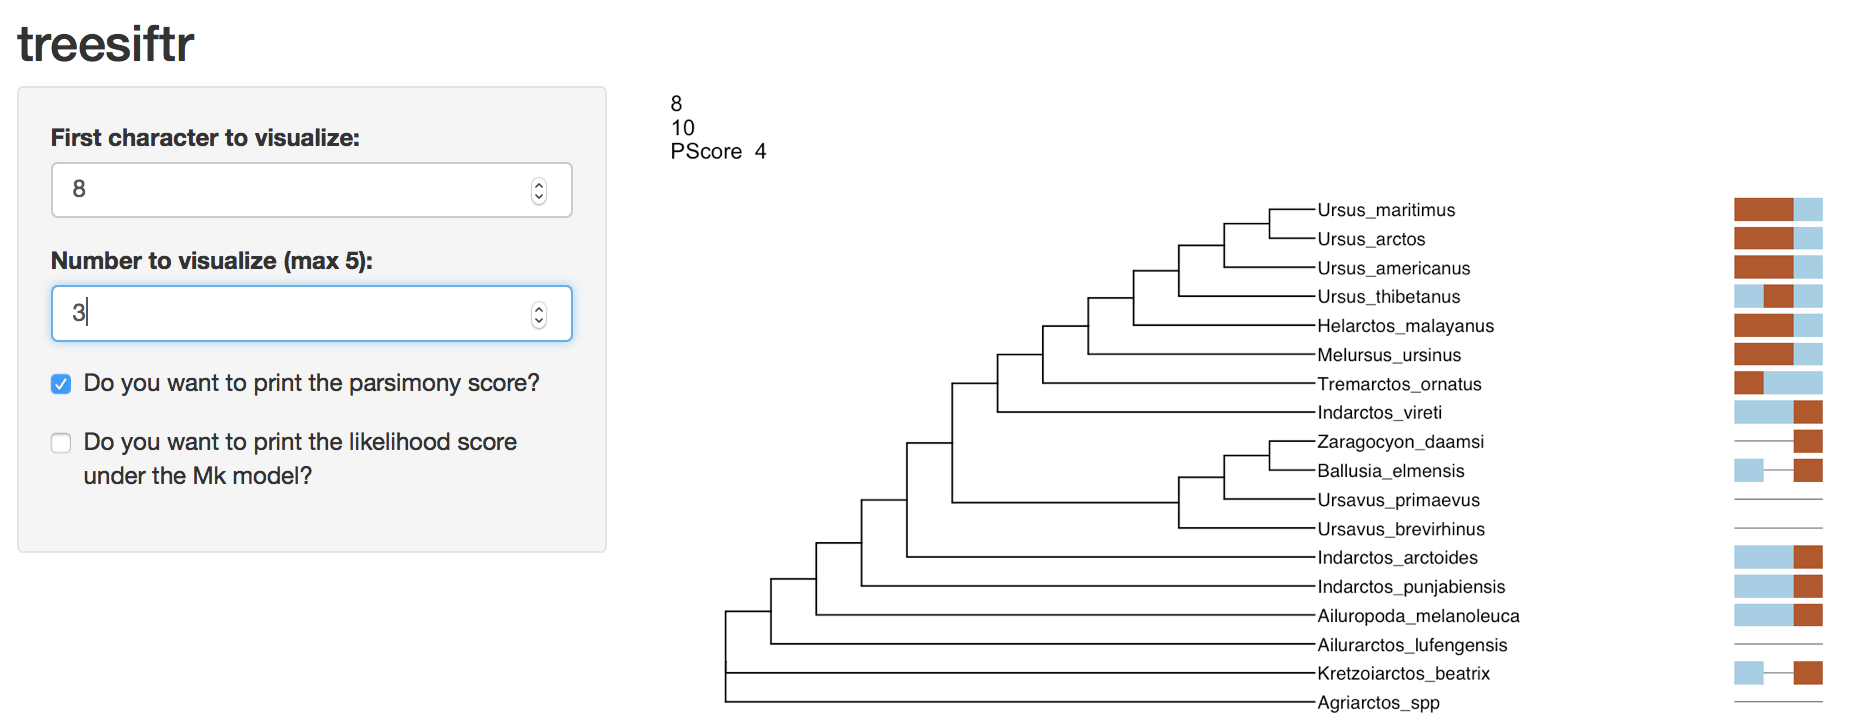 treesiftr
First character to visualize:
8
Number to visualize (max 5):
3
Do you want to print the parsimony score?
Do you want to print the likelihood score
under the Mk model?
8
10
PScore 4
Ursus_maritimus
Ursus_arctos
Ursus_americanus
Ursus_thibetanus
Helarctos_malayanus
Melursus_ursinus
Tremarctos_ornatus
Indarctos_vireti
Zaragocyon_daamsi
Ballusia_elmensis
Ursavus_primaevus
Ursavus_brevirhinus
Indarctos_arctoides
Indarctos_punjabiensis
Ailuropoda_melanoleuca
Ailurarctos_lufengensis
Kretzoiarctos_beatrix
Agriarctos_spp